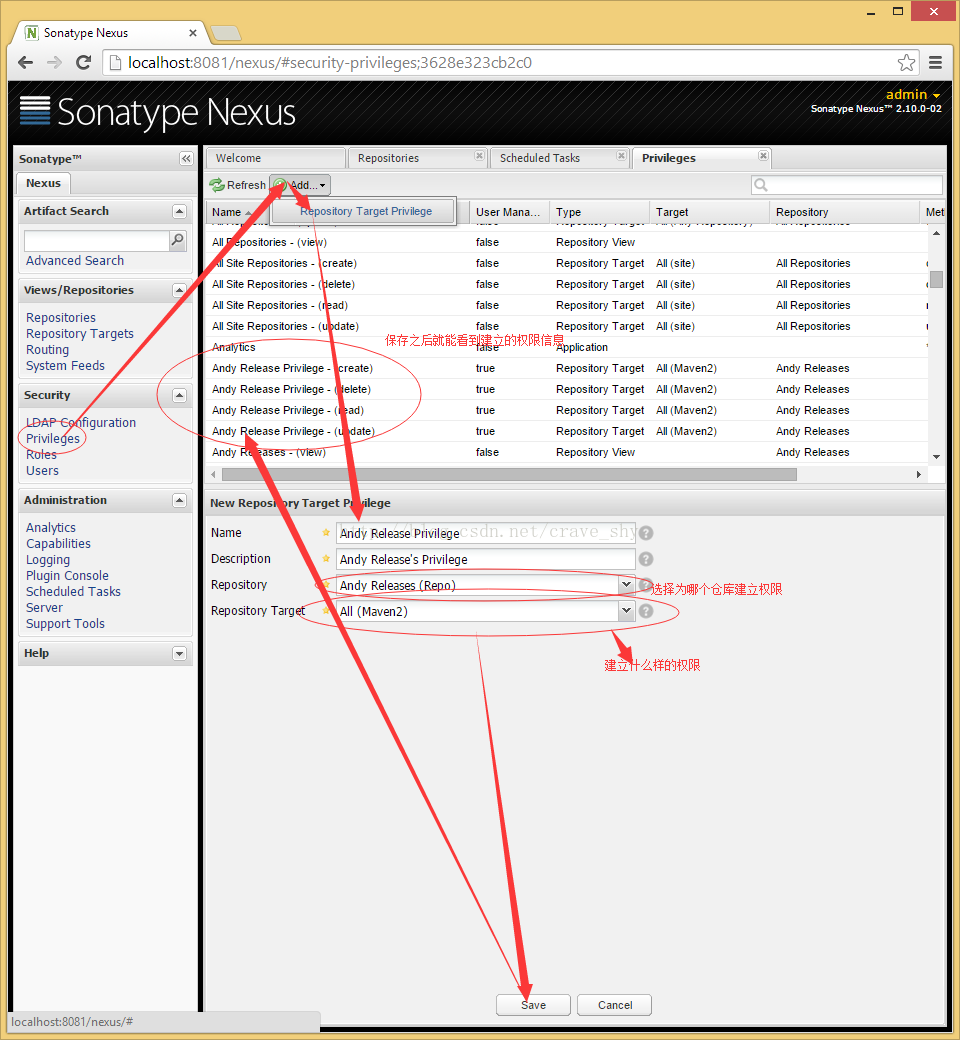 Sonatype Nexus
localhost:8081/nexus/#security-privileges;3628e323cb2c0
Sonatype Nexus
admin
Sonatype Nexus™ 2.10.0-02
Sonatype™
Nexus
Artifact Search
Advanced Search
Views/Repositories
Repositories
Repository Targets
Routing
System Feeds
Security
LDAP Configuration
Privileges
Roles
Users
Administration
Analytics
Capabilities
Logging
Plugin Console
Scheduled Tasks
Server
Support Tools
Help
Welcome Repositories Scheduled Tasks Privileges
Refresh Add...
Repository Target Privilege
Name User Mana... Type Target Repository
All Repositories - (view) false Repository View
All Site Repositories - (create) false Repository Target All (site) All Repositories
All Site Repositories - (delete) false Repository Target All (site) All Repositories
All Site Repositories - (read) false Repository Target All (site) All Repositories
All Site Repositories - (update) false Repository Target All (site) All Repositories
保存之后就能看到建立的权限信息
Analytics false Application
Andy Release Privilege - (create) true Repository Target All (Maven2) Andy Releases
Andy Release Privilege - (delete) true Repository Target All (Maven2) Andy Releases
Andy Release Privilege - (read) true Repository Target All (Maven2) Andy Releases
Andy Release Privilege - (update) true Repository Target All (Maven2) Andy Releases
Andy Releases - (view) false Repository View Andy Releases
New Repository Target Privilege
Name Andy Release Privilege
http://blog.csdn.net/crave_shy
Description Andy Release's Privilege
Repository Andy Releases (Repo)
选择为哪个仓库建立权限
Repository Target All (Maven2)
建立什么样的权限
Save Cancel
localhost:8081/nexus/#